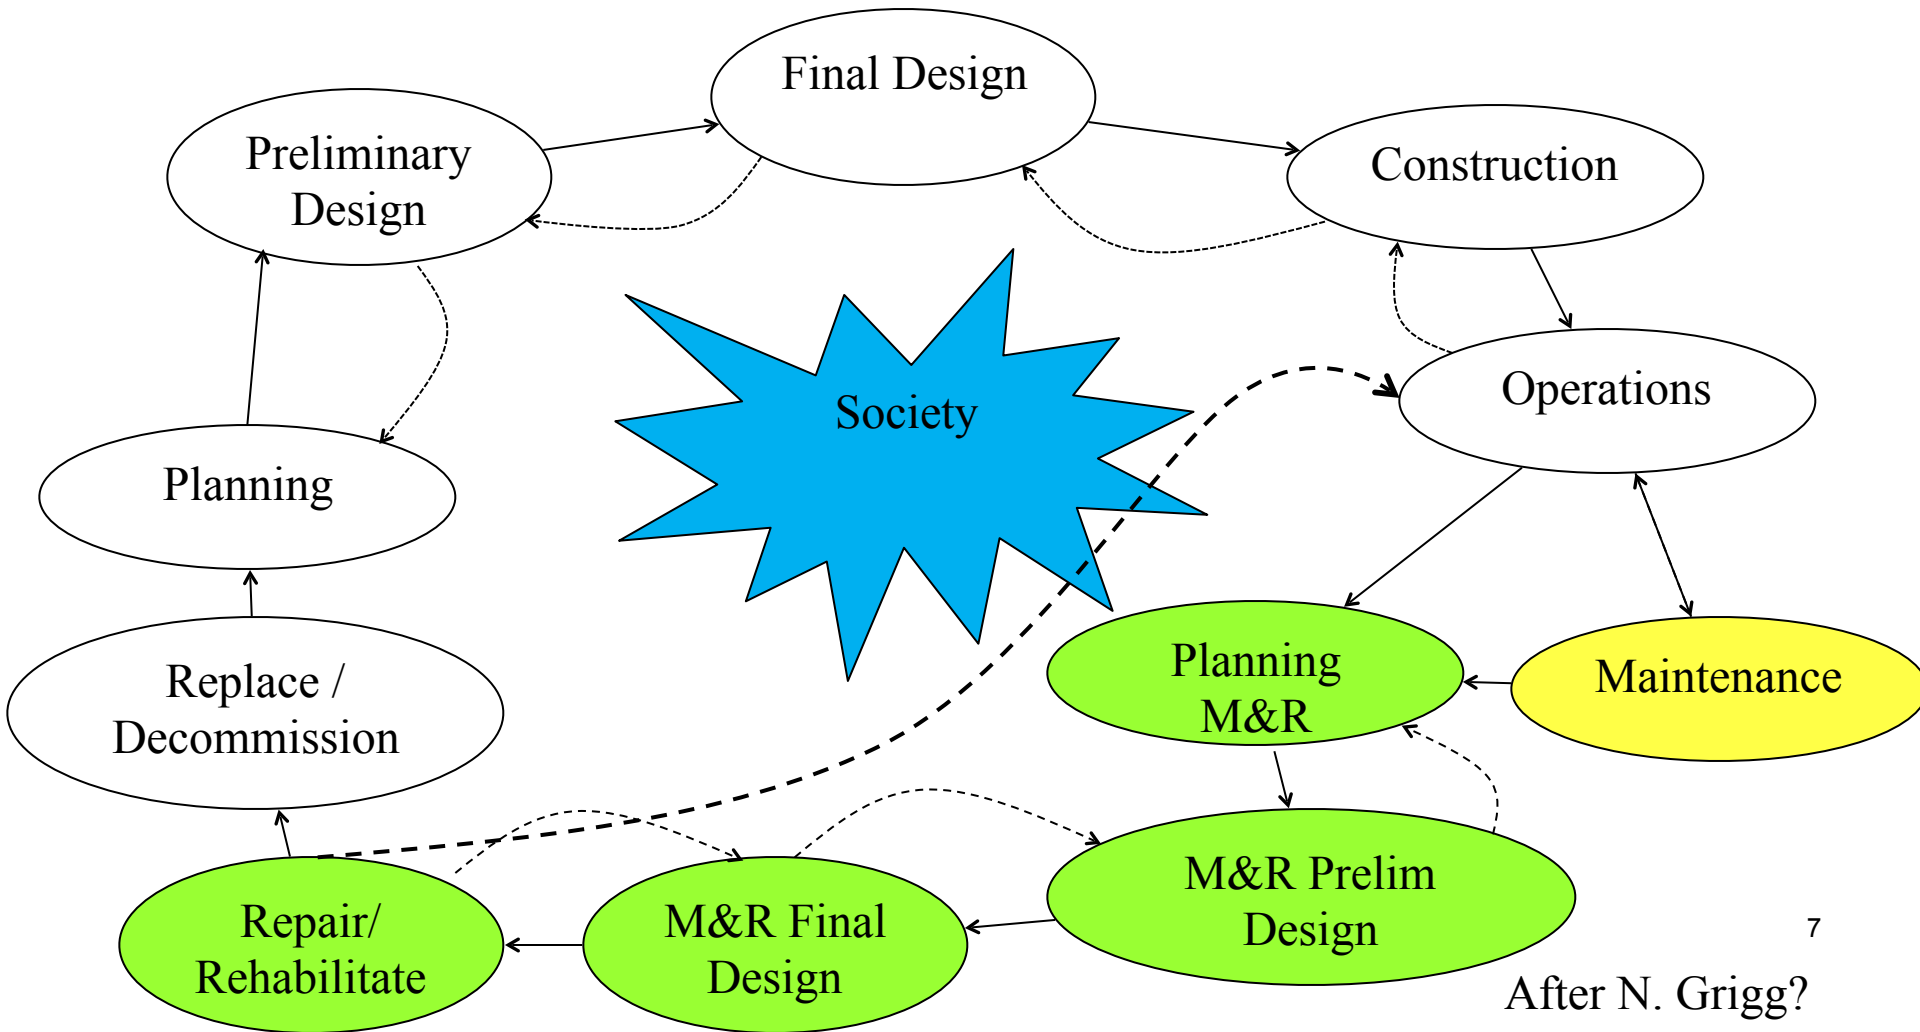 Final Design
Preliminary
Design
Construction
Society
Operations
Planning
Planning
M&R
Maintenance
Replace /
Decommission
M&R Prelim
Design
Repair/
Rehabilitate
M&R Final
Design
7
After N. Grigg?